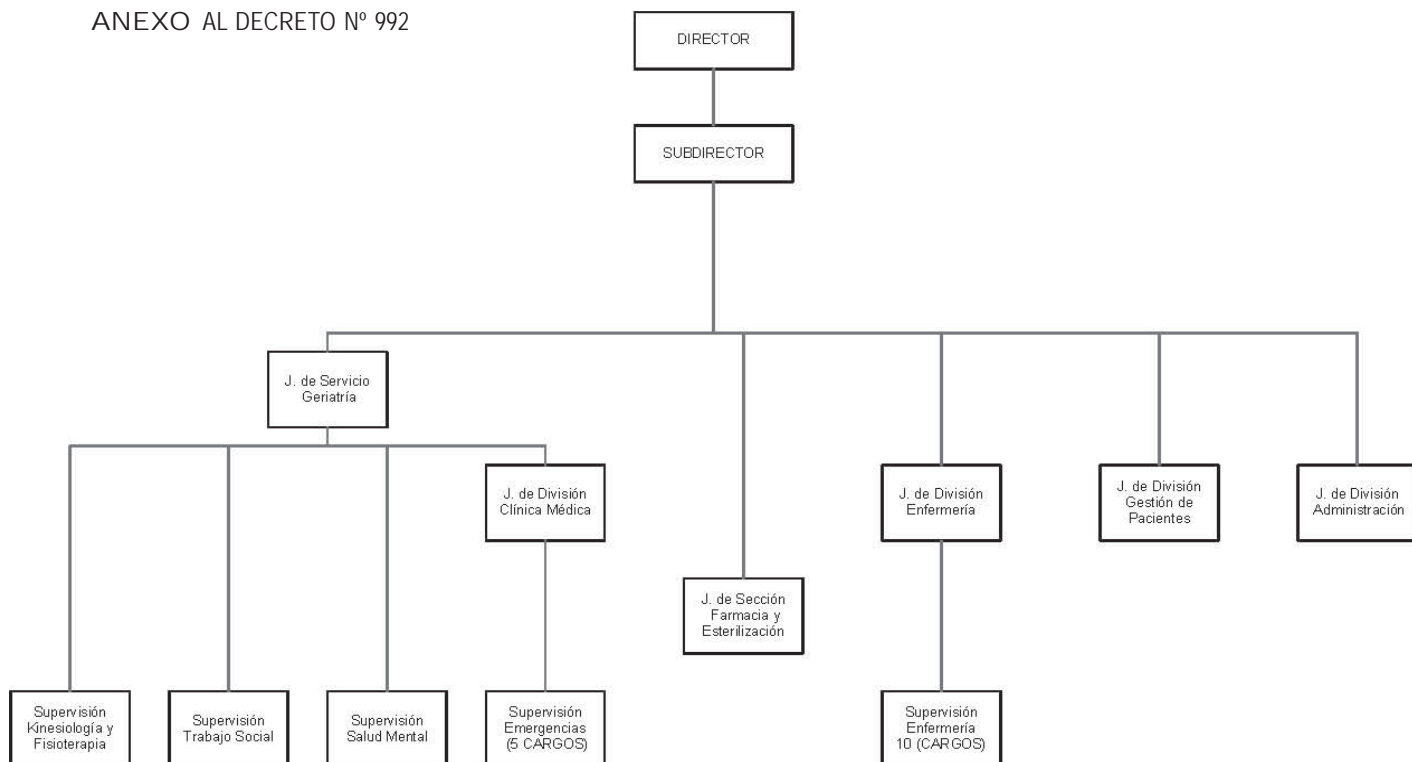 ANEXO AL DECRETO Nº 992
DIRECTOR
SUBDIRECTOR
J. de Servicio
Geriatría
J. de División
Clínica Médica
J. de División
Enfermería
J. de División
Gestión de
Pacientes
J. de División
Administración
J. de Sección
Farmacia y
Esterilización
Supervisión
Kinesiología y
Fisioterapia
Supervisión
Trabajo Social
Supervisión
Salud Mental
Supervisión
Emergencias
(5 CARGOS)
Supervisión
Enfermería
10 (CARGOS)